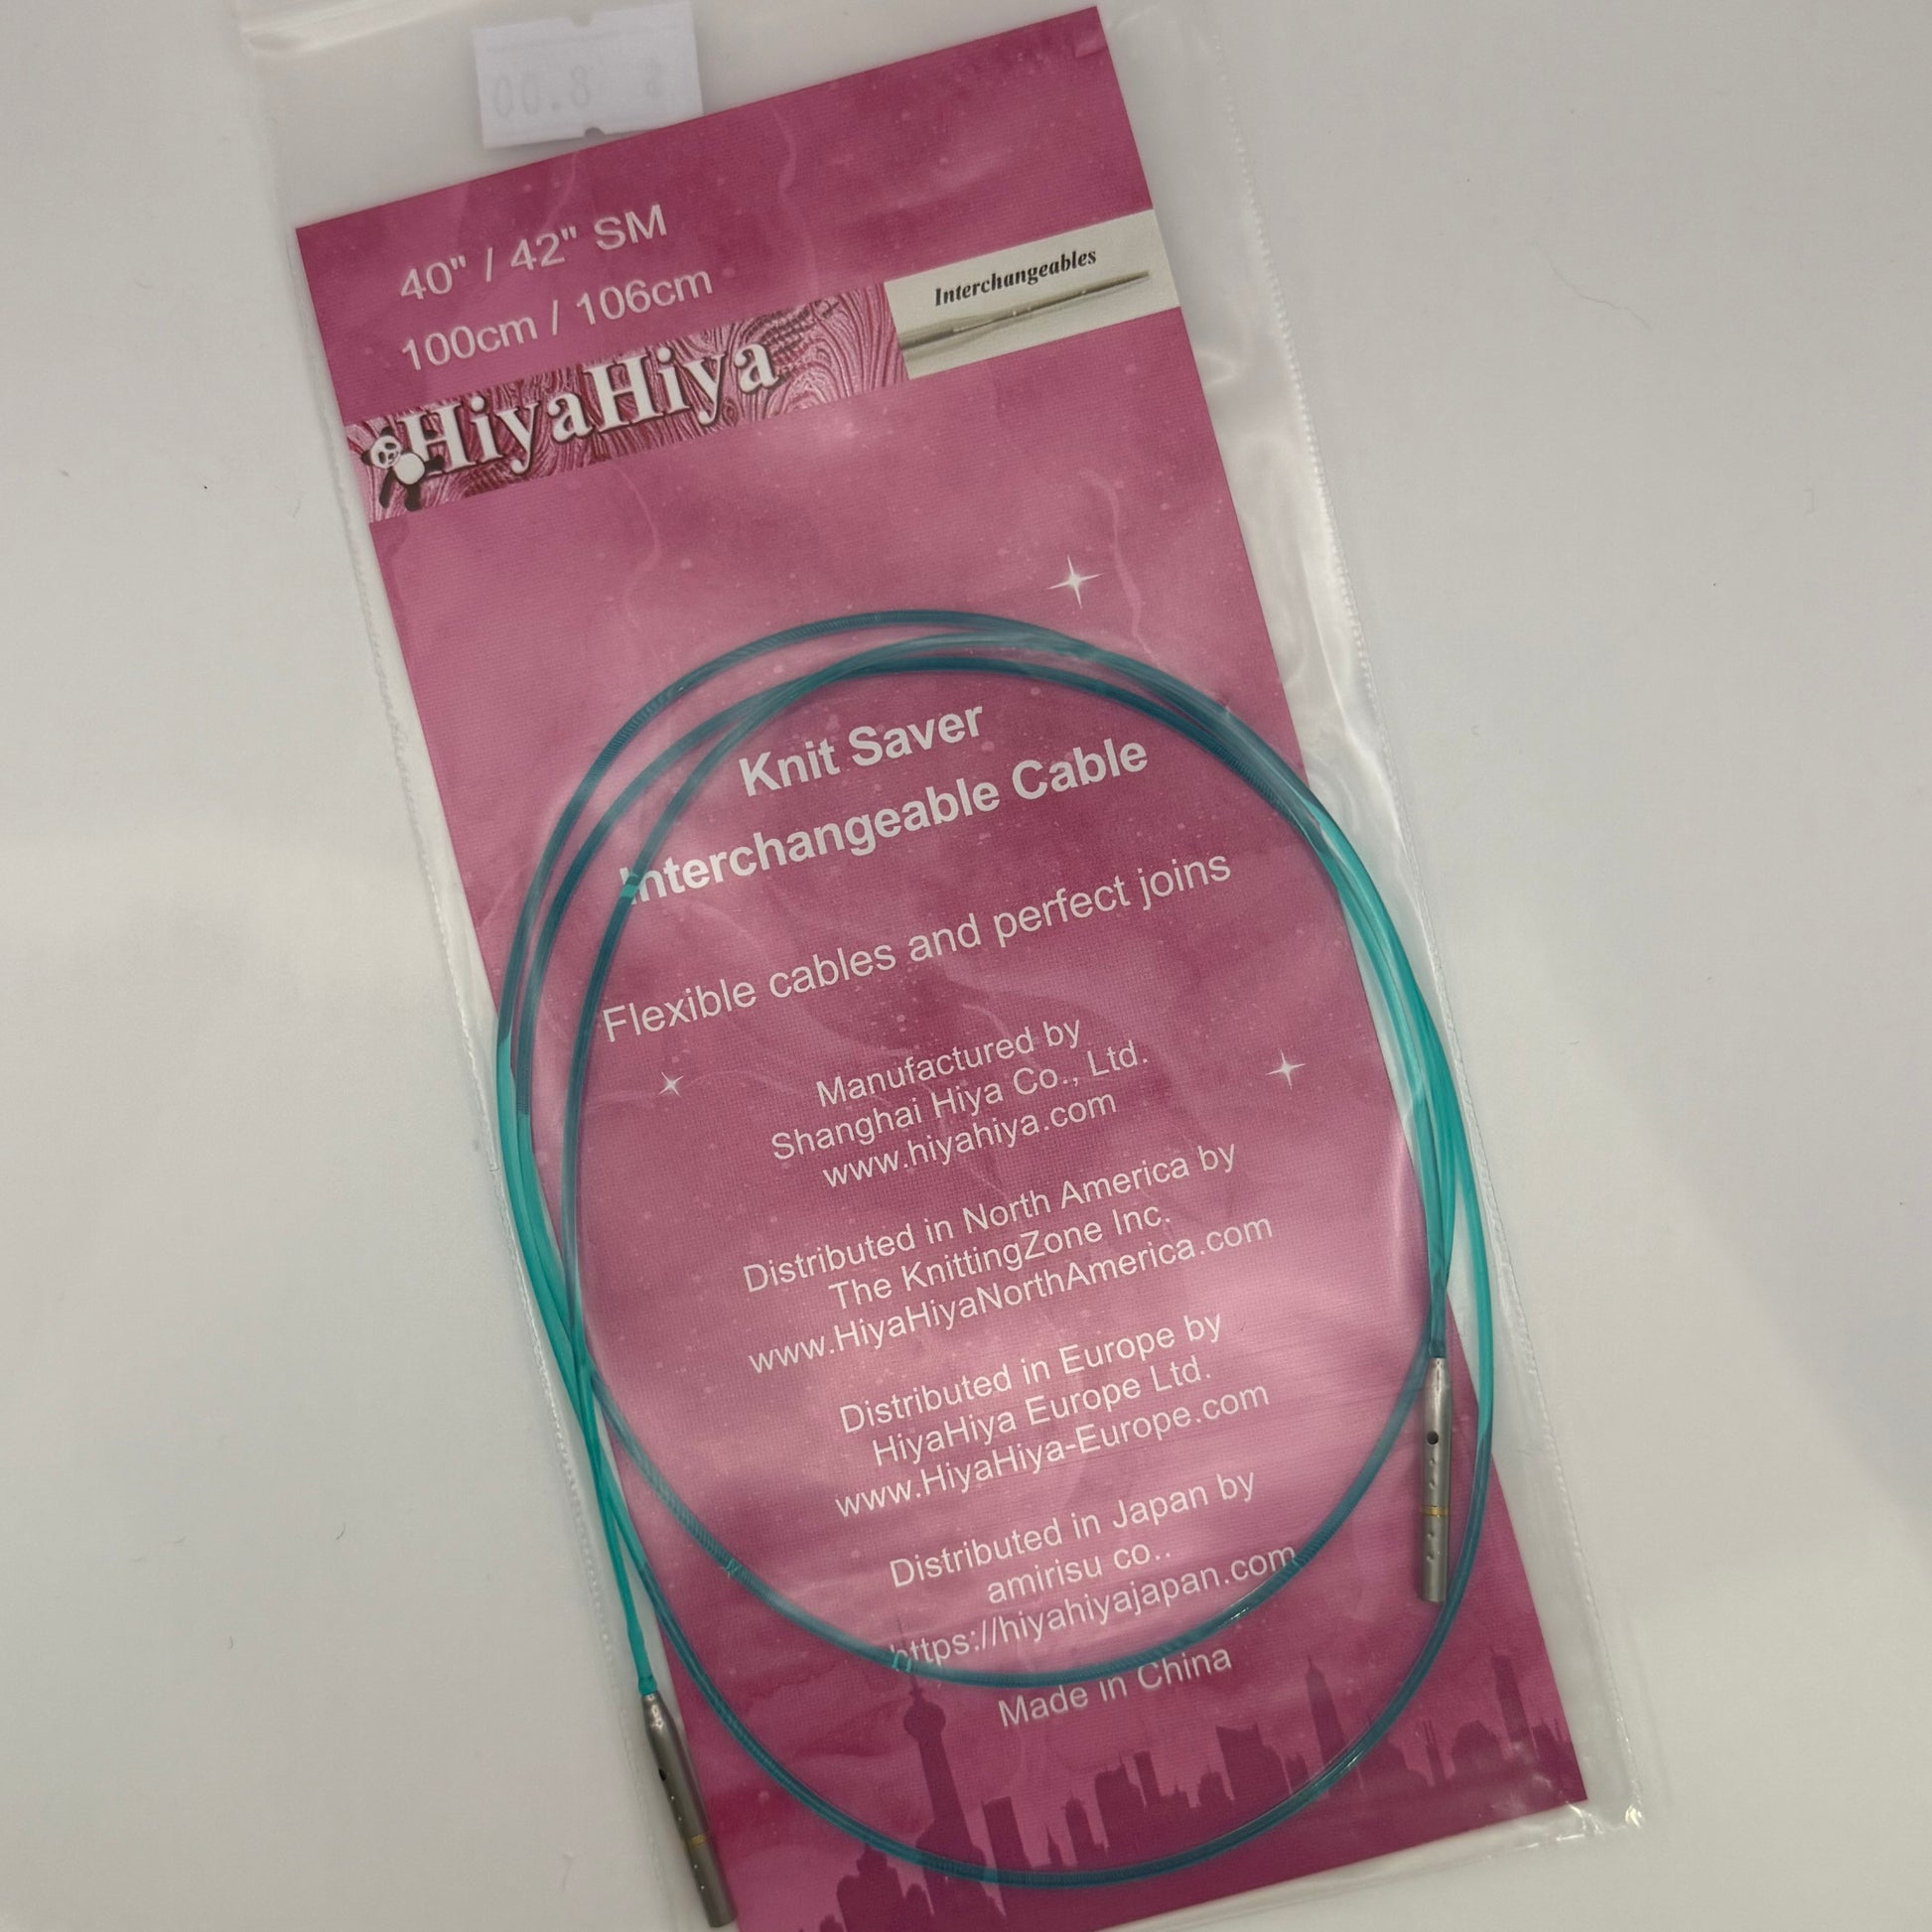 $ 8.00
40" / 42" SM
100cm / 106cm
HiyaHiya
Interchangeables
Knit Saver
Interchangeable Cable
Flexible cables and perfect joins
Manufactured by
Shanghai Hiya Co., Ltd.
www.hiyahiya.com
Distributed in North America by
The KnittingZone Inc.
www.HiyaHiyaNorthAmerica.com
Distributed in Europe by
HiyaHiya Europe Ltd.
www.HiyaHiya-Europe.com
Distributed in Japan by
amirisu co..
https://hiyahiyajapan.com
Made in China